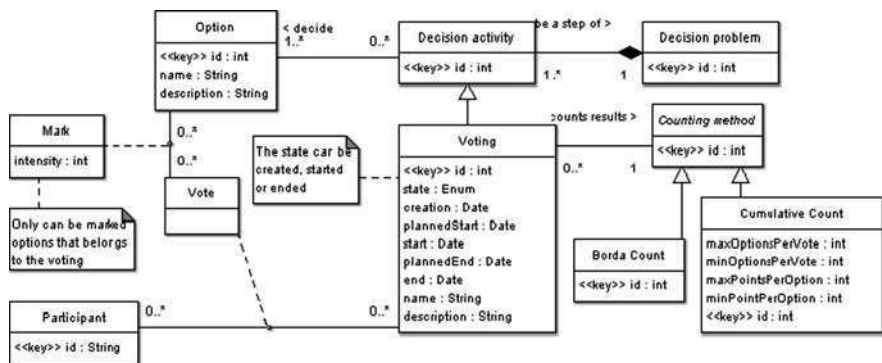 Option
<<key>> id : int
name : String
description : String
< decide
1..*
0..*
Decision activity
<<key>> id : int
be a step of >
1..*
1
Decision problem
<<key>> id : int
Mark
intensity : int
0..*
0..*
Only can be marked
options that belongs
to the voting
Vote
The state can be
created, started
or ended
Voting
<<key>> id : int
state : Enum
creation : Date
plannedStart : Date
start : Date
plannedEnd : Date
end : Date
name : String
description : String
counts results >
0..*
1
Counting method
<<key>> id : int
Borda Count
<<key>> id : int
Cumulative Count
maxOptionsPerVote : int
minOptionsPerVote : int
maxPointsPerOption : int
minPointPerOption : int
<<key>> id : int
Participant
<<key>> id : String
0..*
0..*